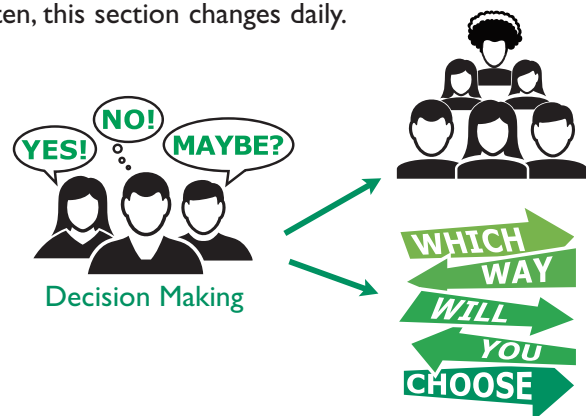 ten, this section changes daily.
NO!
YES!
MAYBE?
Decision Making
WHICH
WAY
WILL
YOU
CHOOSE